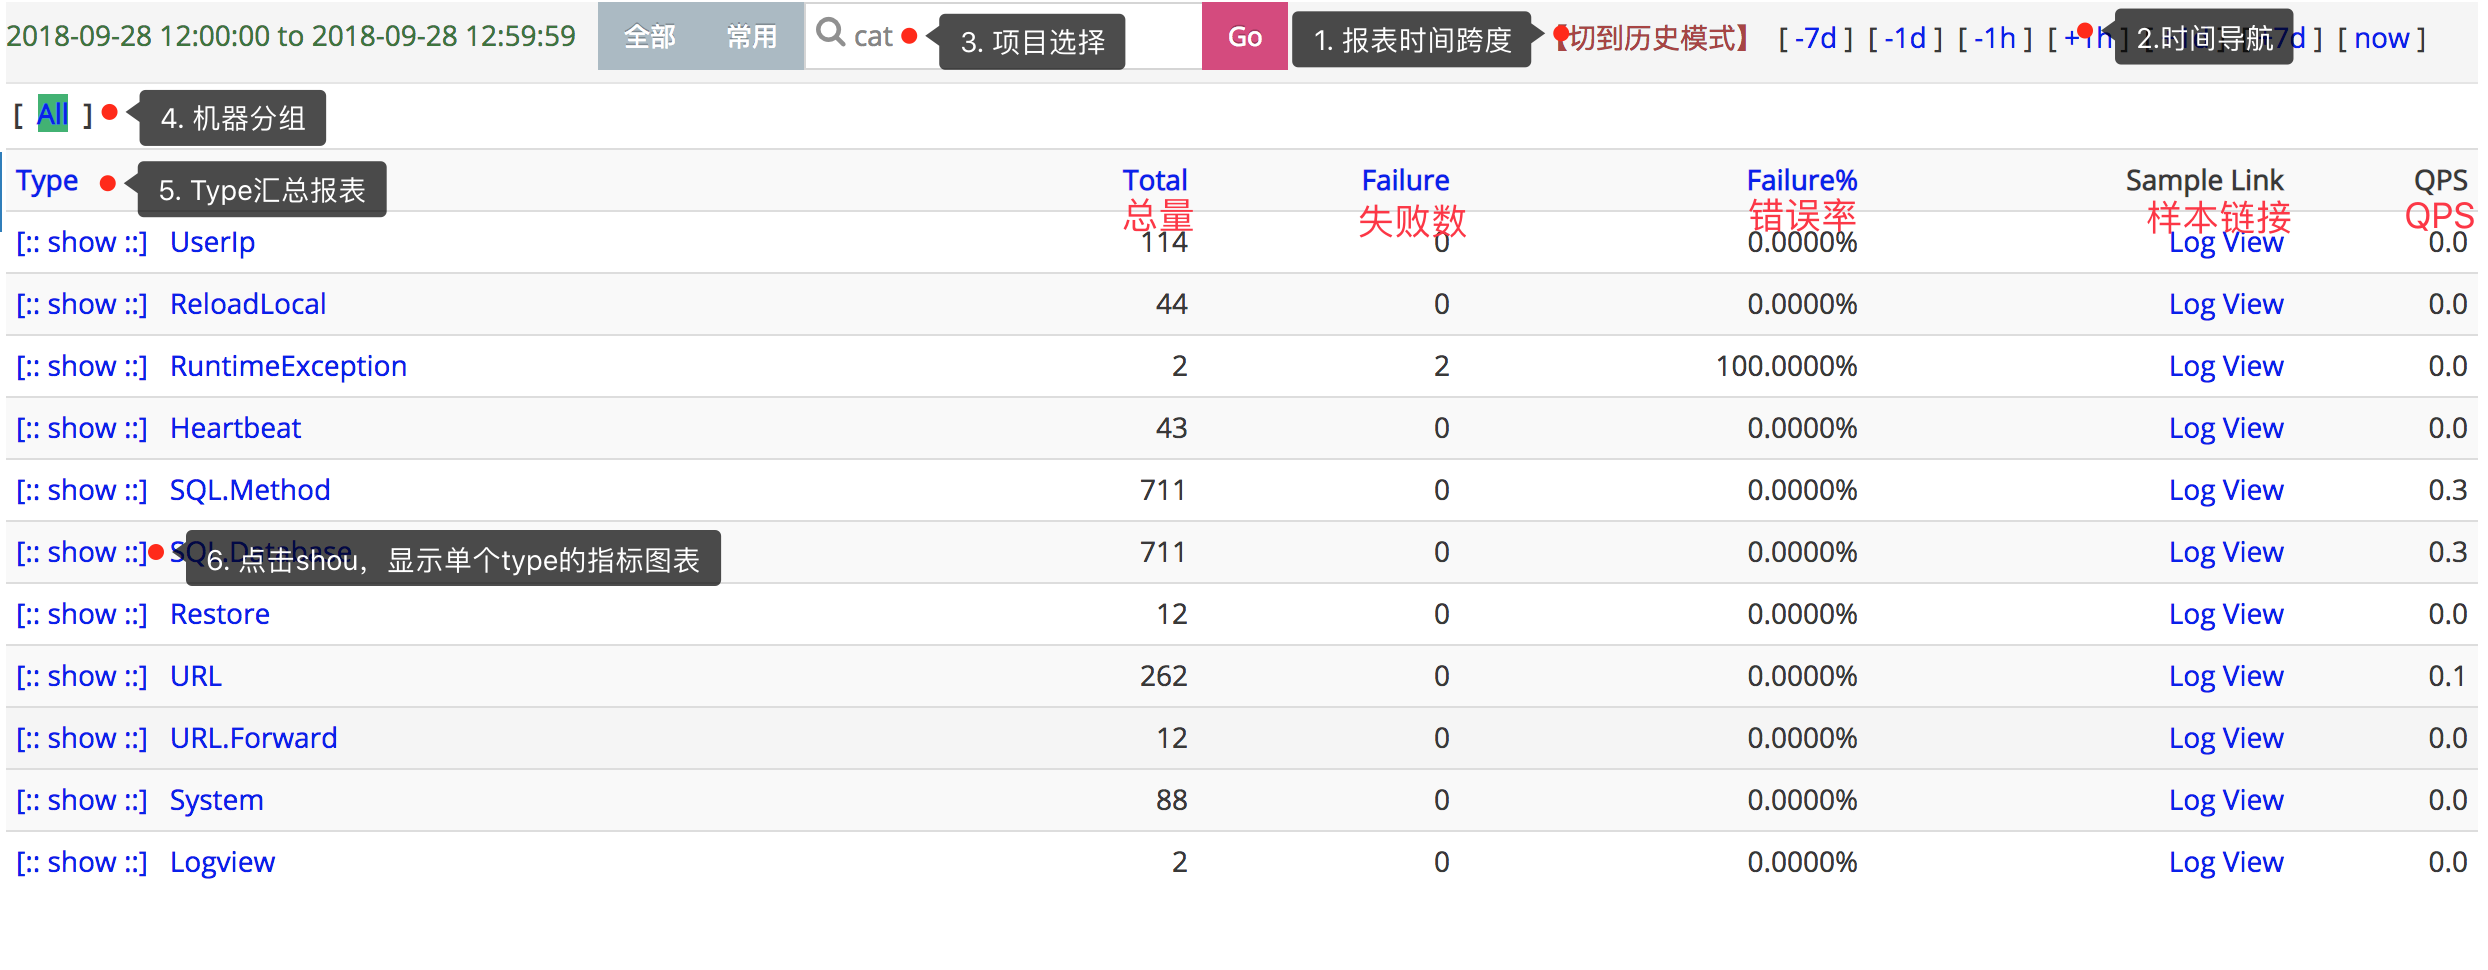 2018-09-28 12:00:00 to 2018-09-28 12:59:59 全部 常用 cat 3. 项目选择 Go 1. 报表时间跨度 【切到历史模式】 [ -7d ] [ -1d ] [ -1h ] [ +1h ] 2.时间导航 7d ] [ now ]
[ All ] 4. 机器分组
Type 5. Type汇总报表 Total Failure Failure% Sample Link QPS
总量 失败数 错误率 样本链接 QPS
[:: show ::] UserIp 114 0 0.0000% Log View 0.0
[:: show ::] ReloadLocal 44 0 0.0000% Log View 0.0
[:: show ::] RuntimeException 2 2 100.0000% Log View 0.0
[:: show ::] Heartbeat 43 0 0.0000% Log View 0.0
[:: show ::] SQL.Method 711 0 0.0000% Log View 0.3
[:: show ::] SQL.Database 711 0 0.0000% Log View 0.3
6. 点击shou，显示单个type的指标图表
[:: show ::] Restore 12 0 0.0000% Log View 0.0
[:: show ::] URL 262 0 0.0000% Log View 0.1
[:: show ::] URL.Forward 12 0 0.0000% Log View 0.0
[:: show ::] System 88 0 0.0000% Log View 0.0
[:: show ::] Logview 2 0 0.0000% Log View 0.0